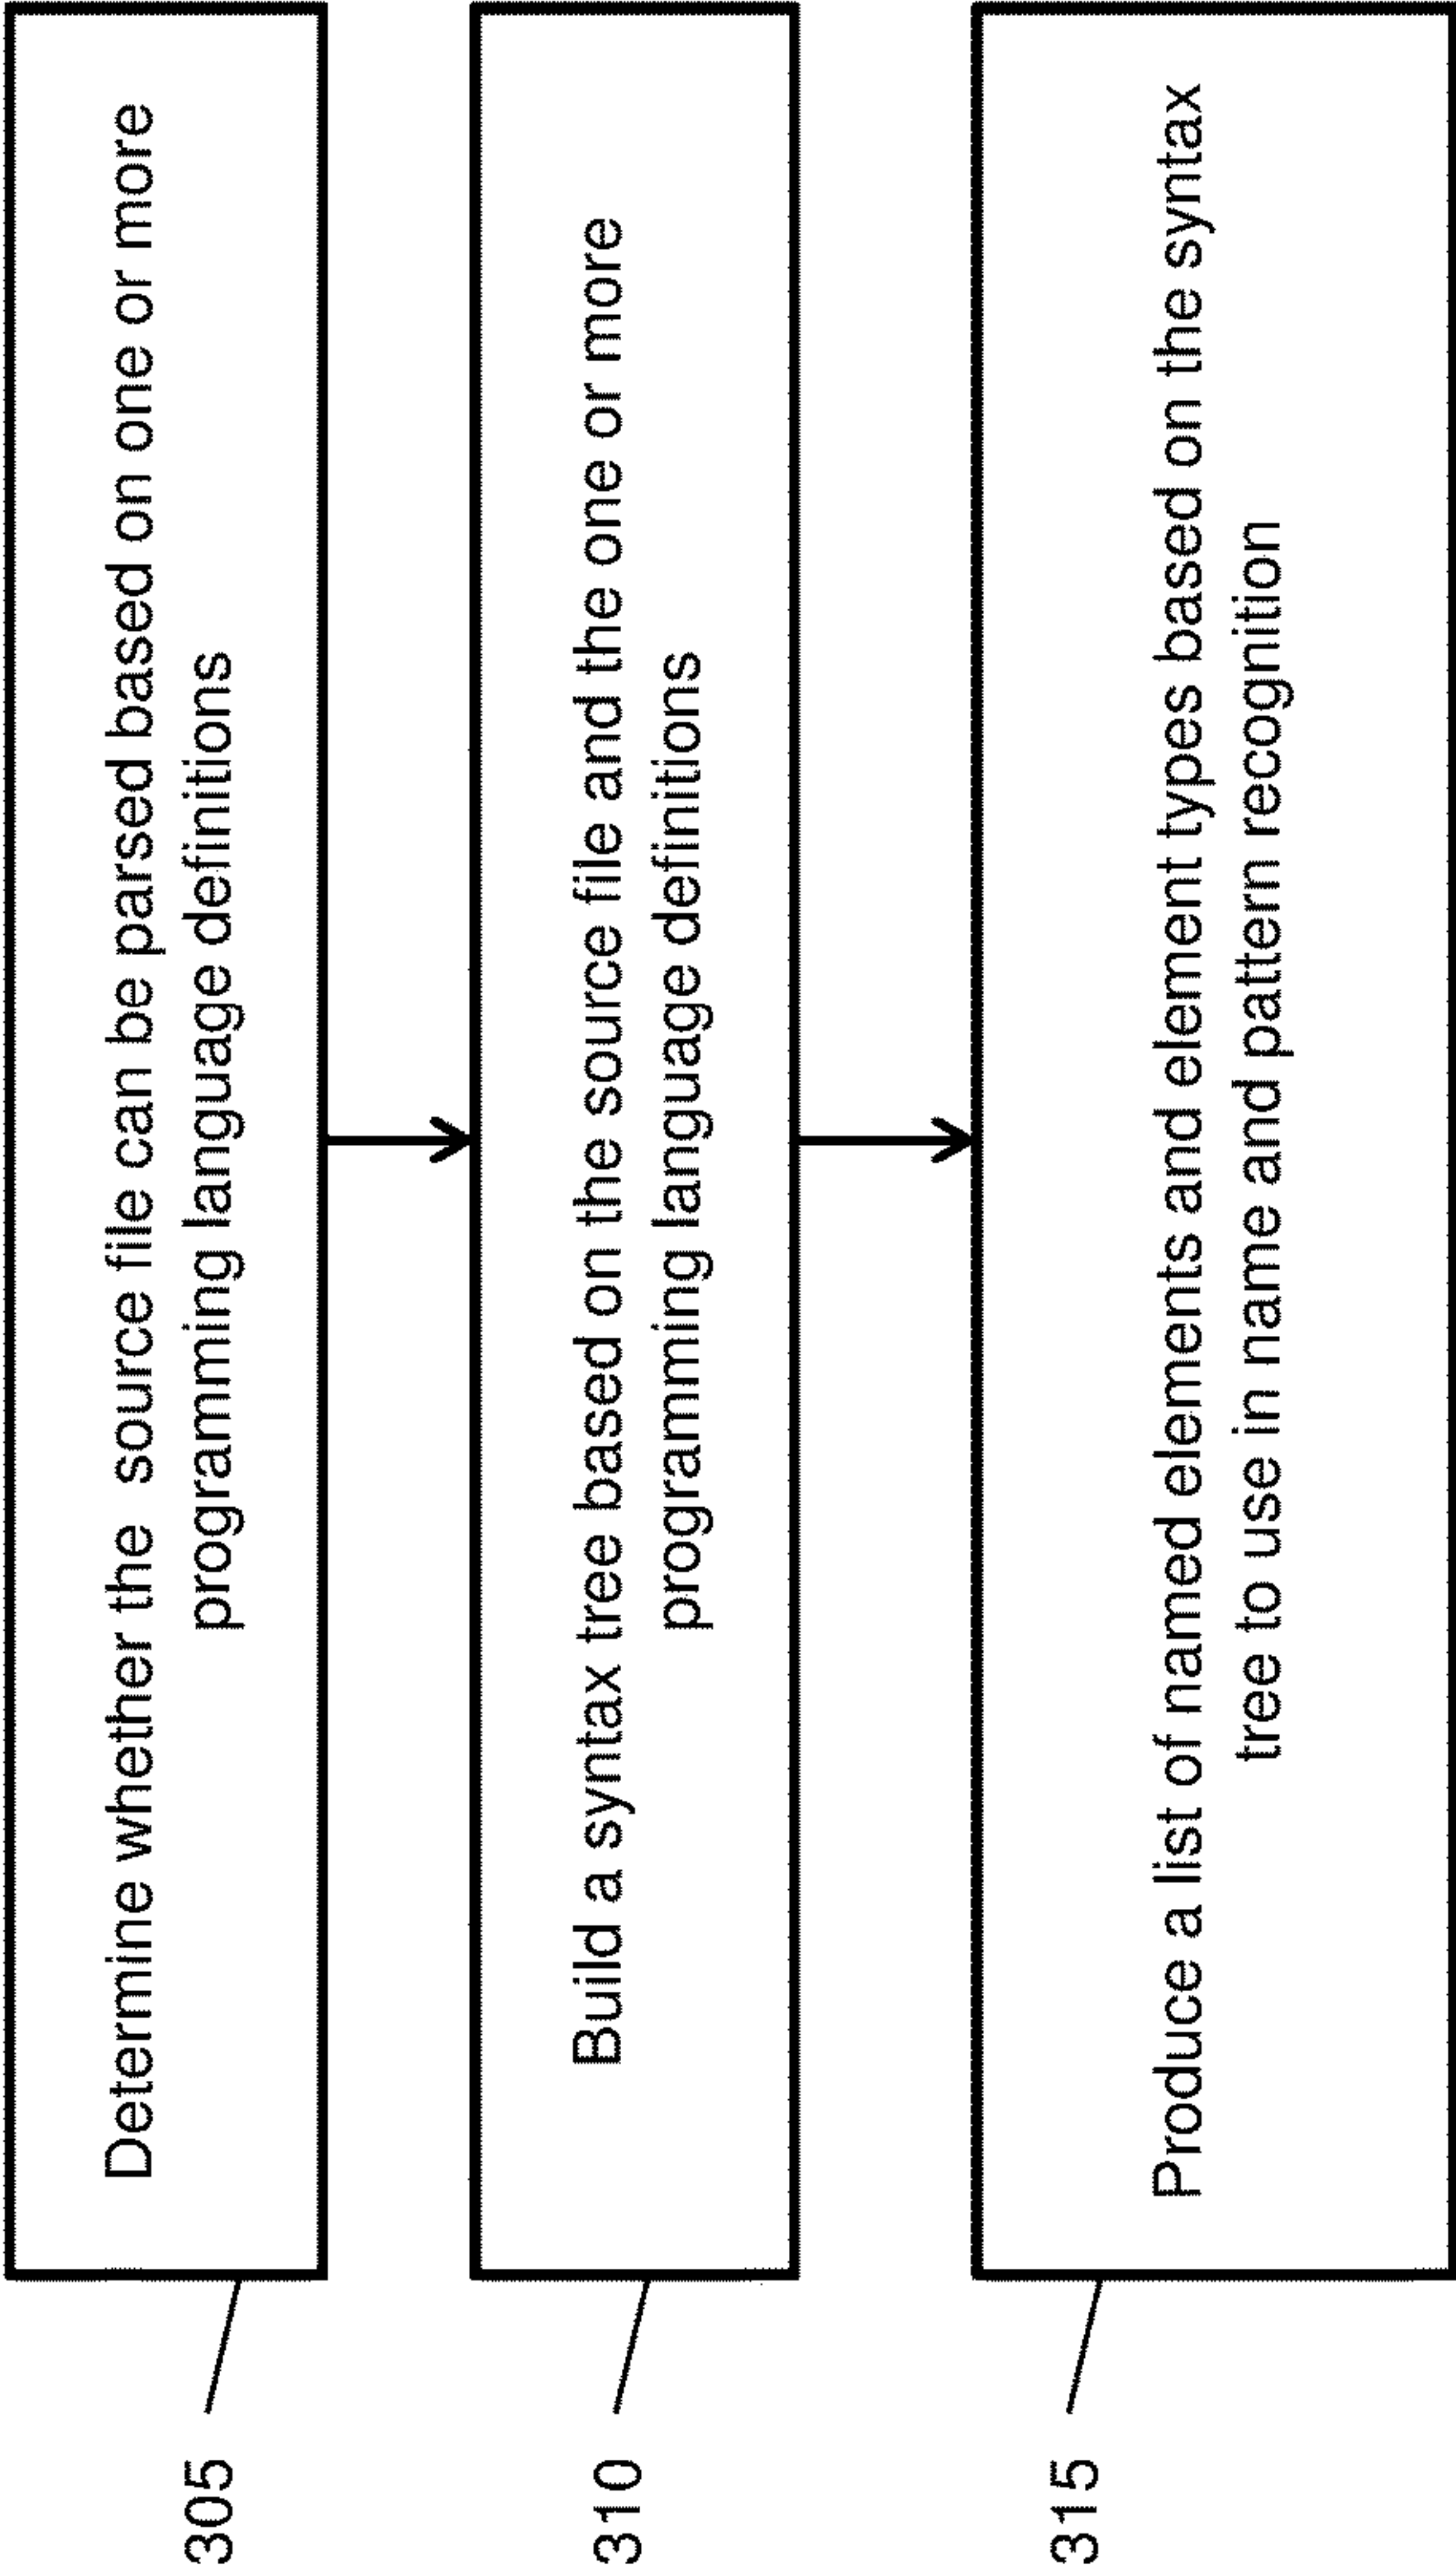 305
Determine whether the source file can be parsed based on one or more
programming language definitions
310
Build a syntax tree based on the source file and the one or more
programming language definitions
315
Produce a list of named elements and element types based on the syntax
tree to use in name and pattern recognition